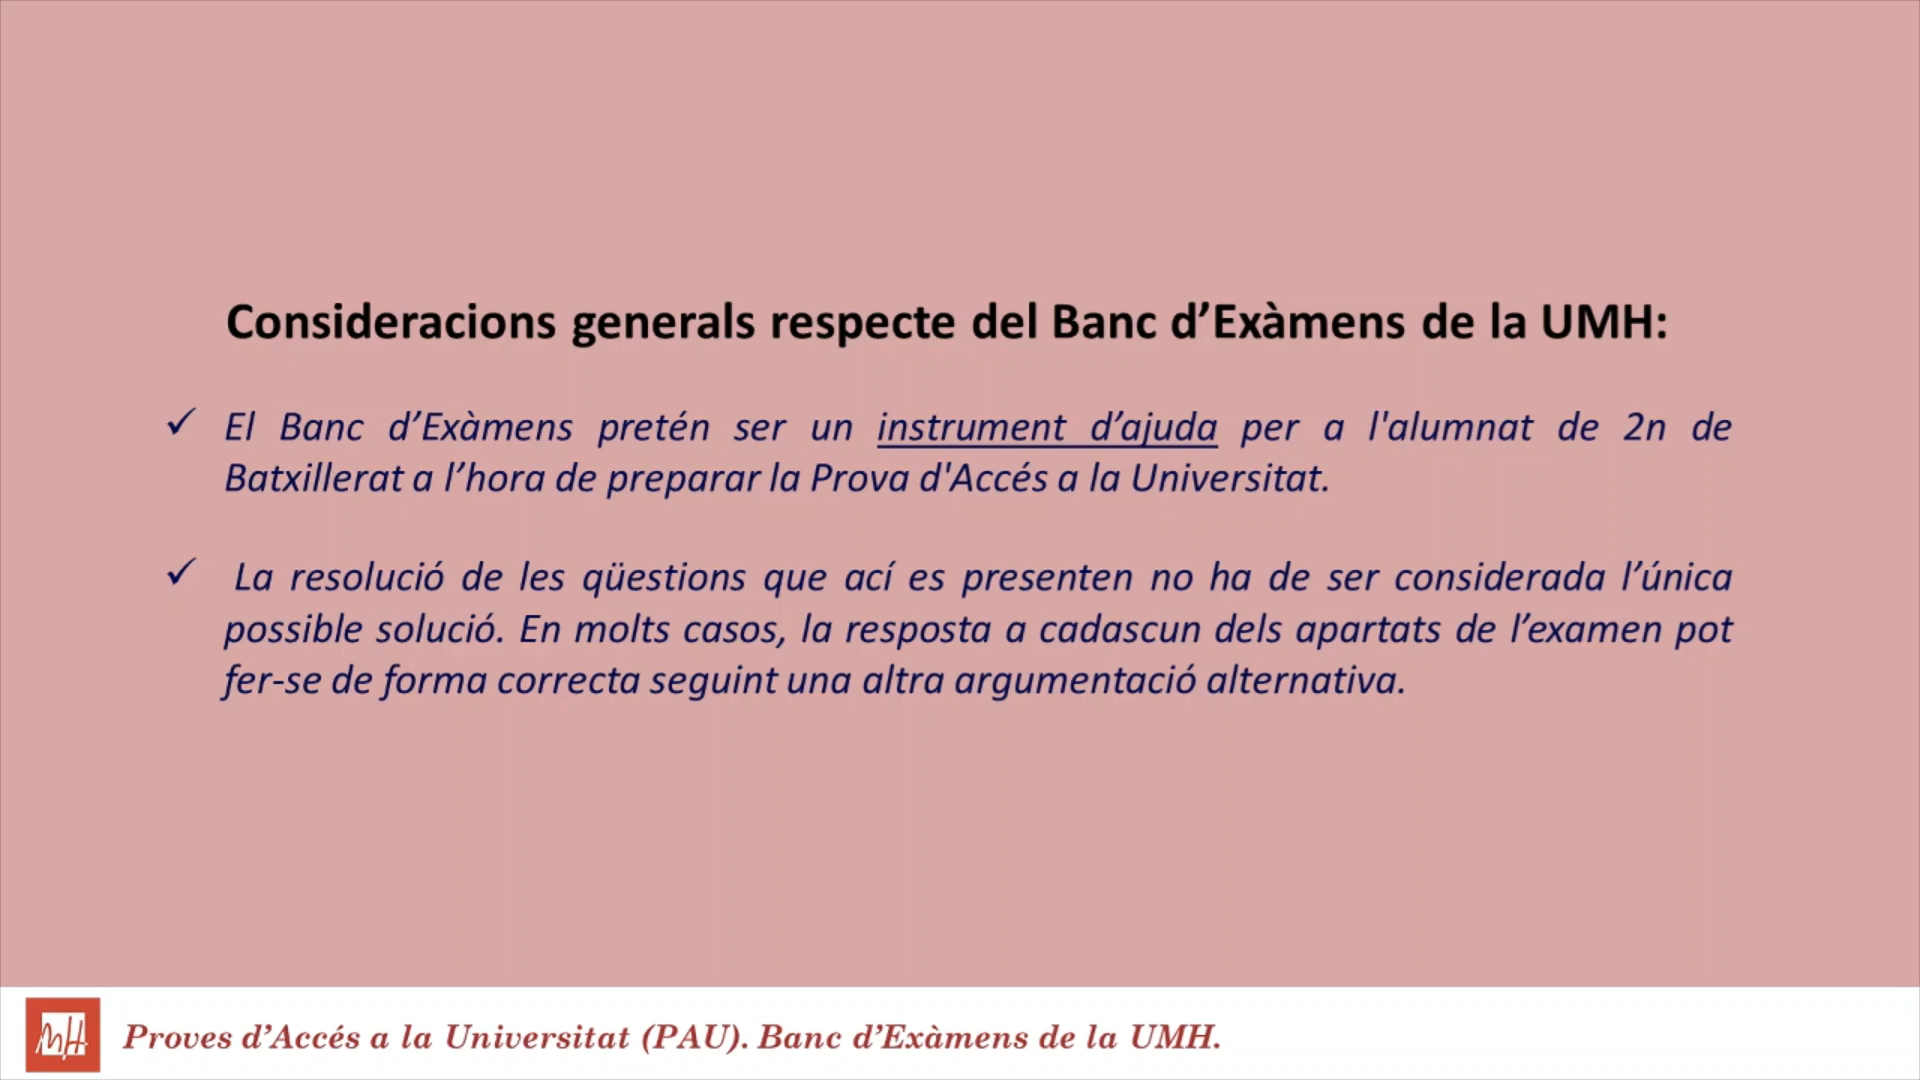 Consideracions generals respecte del Banc d’Exàmens de la UMH:
✓ El Banc d’Exàmens pretén ser un instrument d’ajuda per a l'alumnat de 2n de
Batxillerat a l’hora de preparar la Prova d'Accés a la Universitat.
✓ La resolució de les qüestions que ací es presenten no ha de ser considerada l’única
possible solució. En molts casos, la resposta a cadascun dels apartats de l’examen pot
fer-se de forma correcta seguint una altra argumentació alternativa.
MH Proves d’Accés a la Universitat (PAU). Banc d’Exàmens de la UMH.